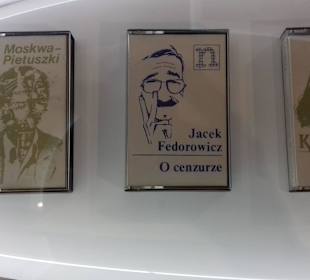 Moskwa-
Pietuszki
n
Jacek
Fedorowicz
O cenzurze
K